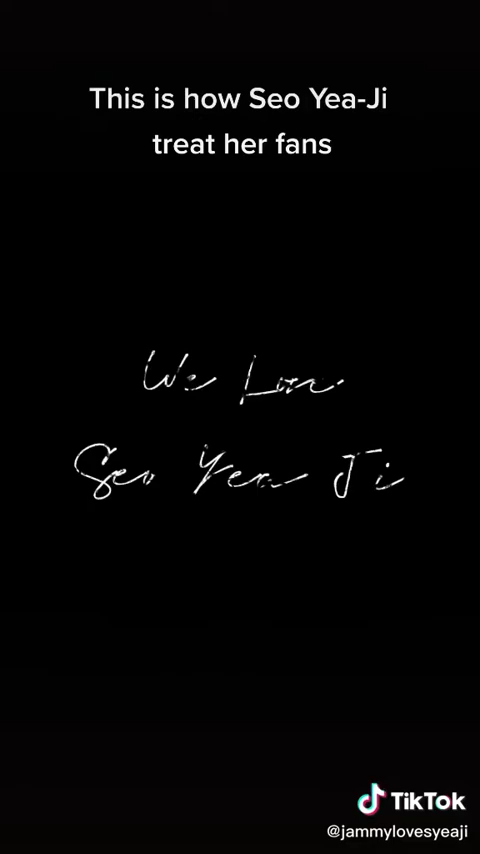 This is how Seo Yea-Ji
treat her fans
We Love
Seo Yea Ji
TikTok
@jammylovesyeaji